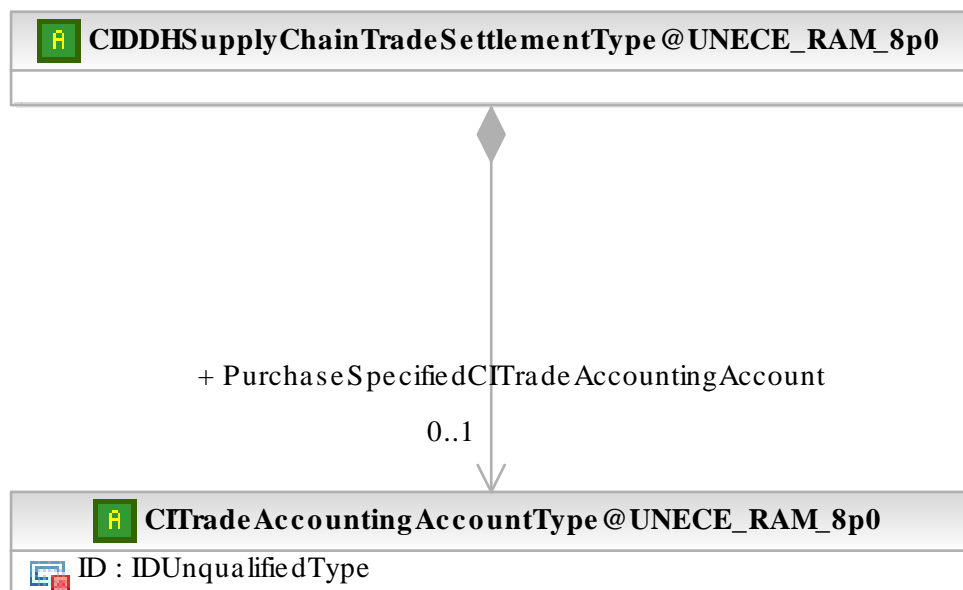 A CIDDHSupplyChainTradeSettlementType@UNECE_RAM_8p0
+ PurchaseSpecifiedCITradeAccountingAccount
0..1
A CITradeAccountingAccountType@UNECE_RAM_8p0
ID : IDUnqualifiedType